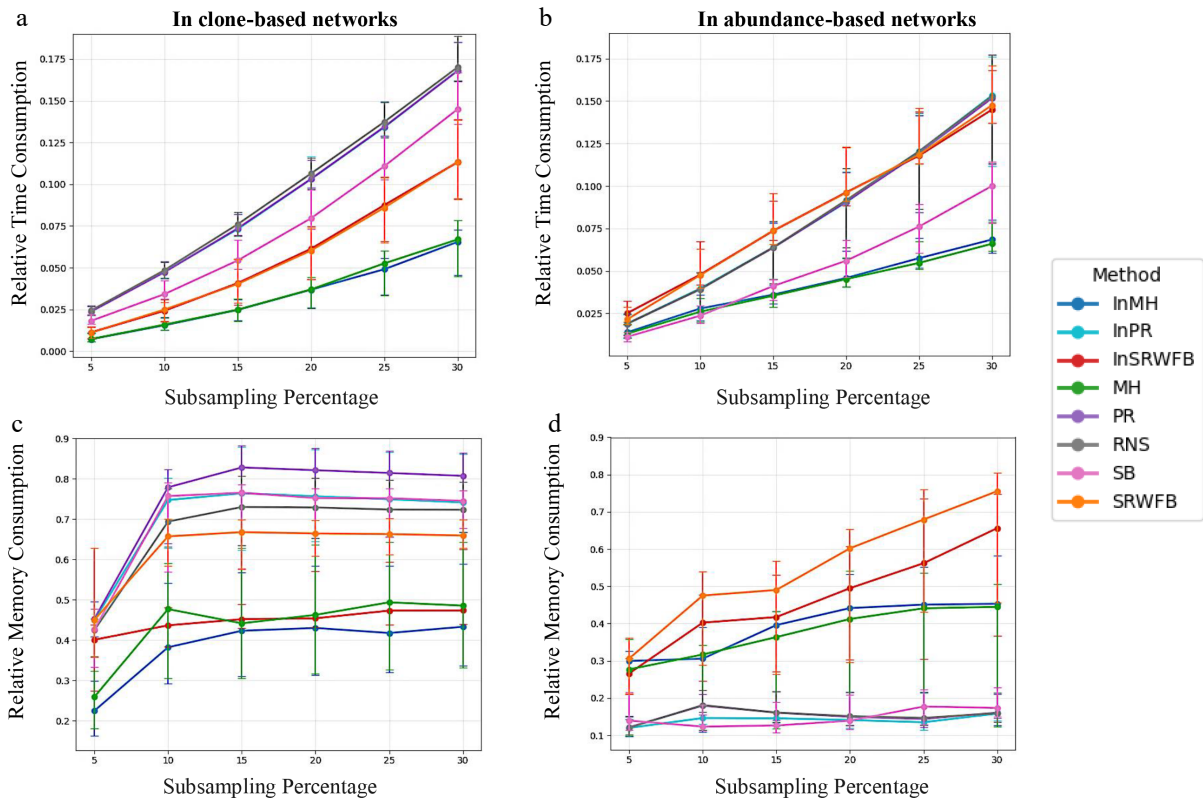 a
In clone-based networks
b
In abundance-based networks
Relative Time Consumption
0.175
0.150
0.125
0.100
0.075
0.050
0.025
0.000
5
10
15
20
25
30
Subsampling Percentage
Relative Time Consumption
0.175
0.150
0.125
0.100
0.075
0.050
0.025
5
10
15
20
25
30
Subsampling Percentage
Method
InMH
InPR
InSRWFB
MH
PR
RNS
SB
SRWFB
c
Relative Memory Consumption
0.9
0.8
0.7
0.6
0.5
0.4
0.3
0.2
5
10
15
20
25
30
Subsampling Percentage
d
Relative Memory Consumption
0.9
0.8
0.7
0.6
0.5
0.4
0.3
0.2
0.1
5
10
15
20
25
30
Subsampling Percentage